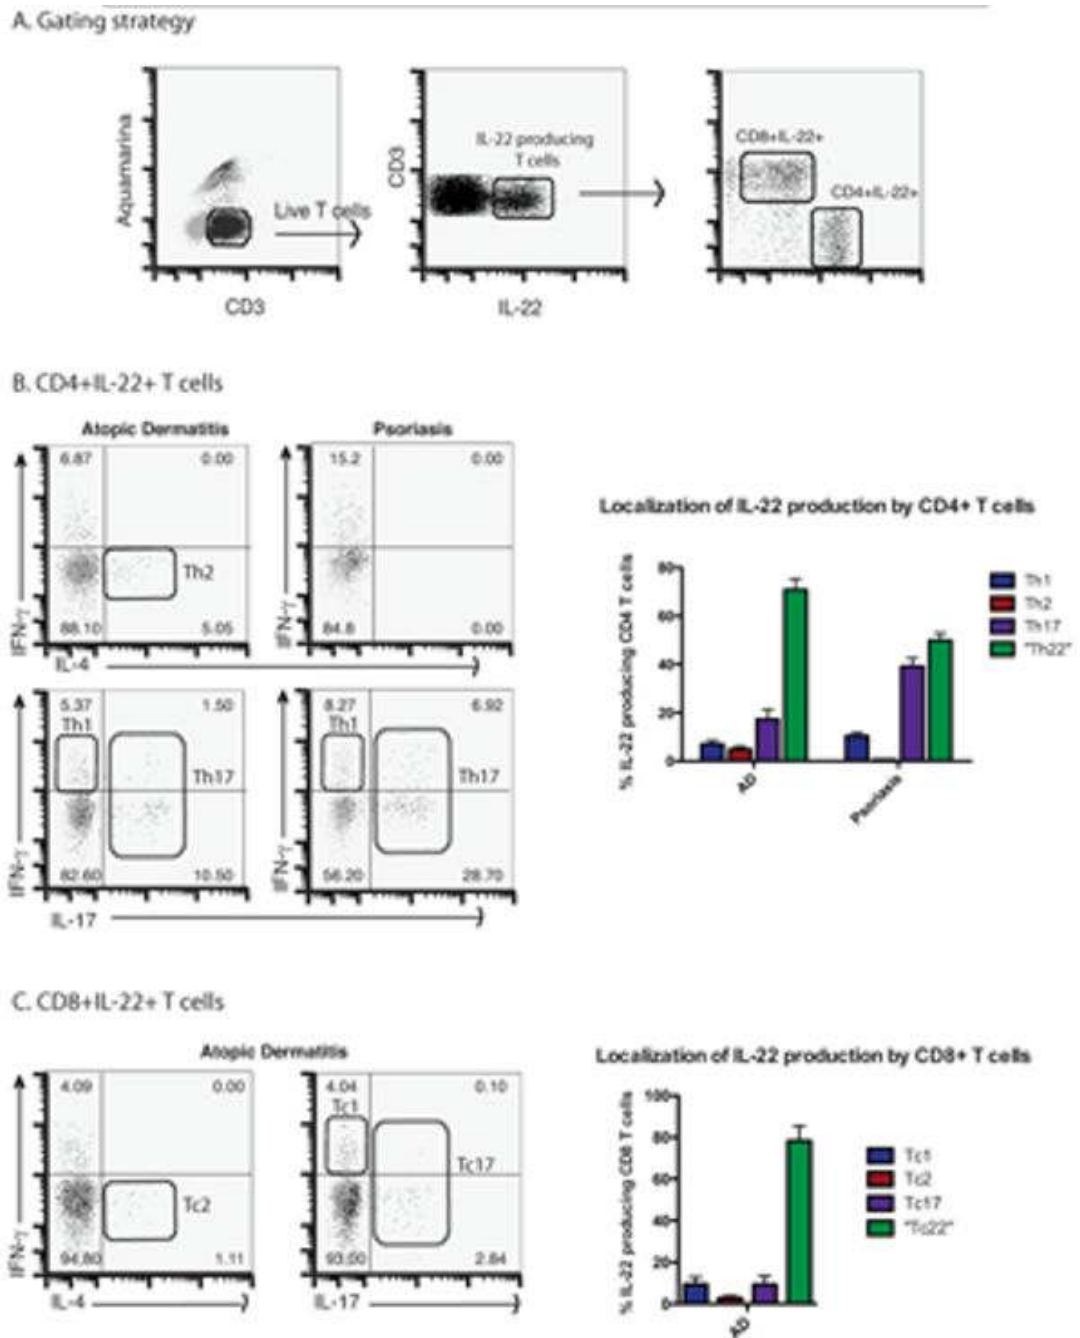 A. Gating strategy
Aquamarina
CD3
Live T cells
CD3
IL-22 producing
T cells
IL-22
CD8+IL-22+
CD4+IL-22+
B. CD4+IL-22+ T cells
Atopic Dermatitis
Psoriasis
6.87
0.00
Th2
88.10
5.05
IFN-γ
15.2
0.00
84.8
0.00
IFN-γ
IL-4
5.37
1.50
Th1
Th17
82.60
10.50
IFN-γ
8.27
6.92
Th1
Th17
56.20
28.70
IFN-γ
IL-17
Localization of IL-22 production by CD4+ T cells
% IL-22 producing CD4 T cells
80
60
40
20
0
AD
Psoriasis
Th1
Th2
Th17
"Th22"
C. CD8+IL-22+ T cells
Atopic Dermatitis
4.09
0.00
Tc2
94.80
1.11
IFN-γ
IL-4
4.04
0.10
Tc1
Tc17
93.00
2.84
IL-17
Localization of IL-22 production by CD8+ T cells
% IL-22 producing CD8 T cells
100
80
60
40
20
0
AD
Tc1
Tc2
Tc17
"Tc22"